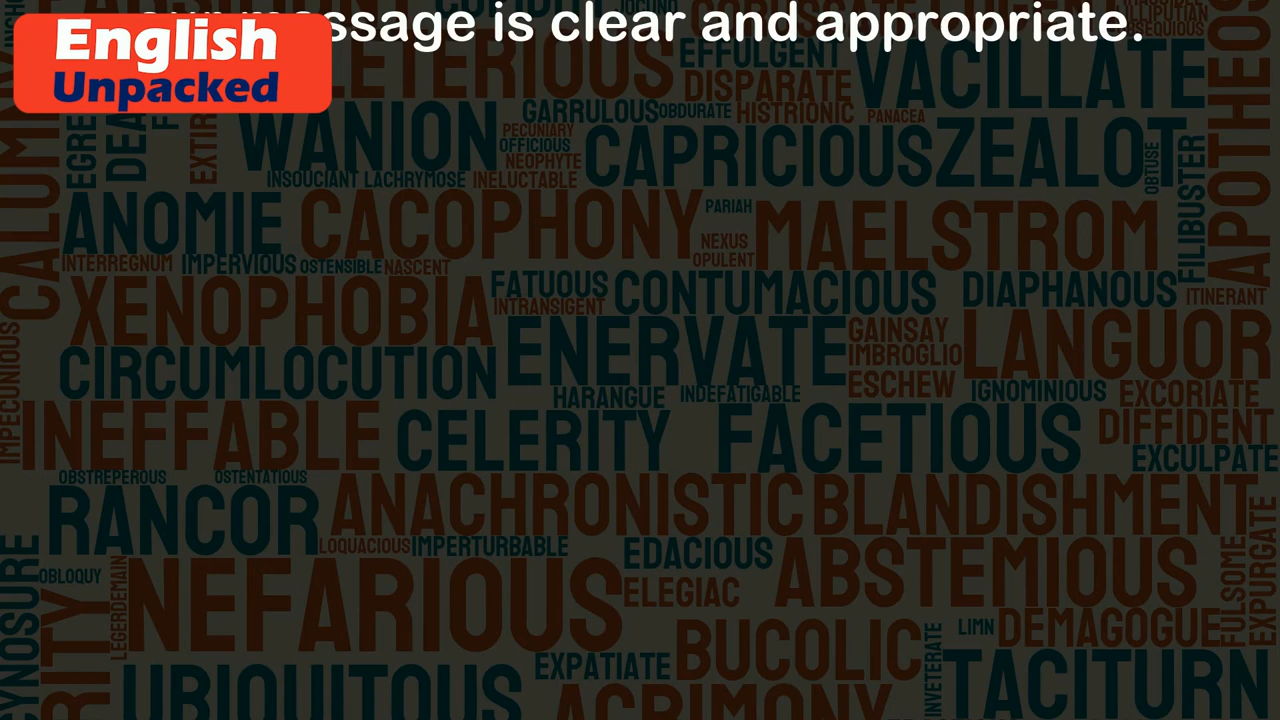 message is clear and appropriate.
English
Unpacked
EFFULGENT
VACILLATE
DISPARATE
GARRULOUS
OBDURATE
HISTRIONIC
PANACEA
WANION
PECUNIARY
OFFICIOUS
NEOPHYTE
CAPRICIOUS
ZEALOT
OBTUSE
FILIBUSTER
INSOUCIANT
LACHRYMOSE
INELUCTABLE
ANOMIE
CACOPHONY
PARIAH
NEXUS
OPULENT
MAELSTROM
INTERREGNUM
IMPERVIOUS
OSTENSIBLE
NASCENT
XENOPHOBIA
FATUOUS
INTRANSIGENT
CONTUMACIOUS
DIAPHANOUS
ITINERANT
CIRCUMLOCUTION
ENERVATE
GAINSAY
IMBROGLIO
ESCHEW
LANGUOR
HARANGUE
INDEFATIGABLE
IGNOMINIOUS
EXCORIATE
IMPECUNIOUS
INEFFABLE
CELERITY
FACETIOUS
DIFFIDENT
EXCULPATE
OBSTREPEROUS
OSTENTATIOUS
RANCOR
ANACHRONISTIC
BLANDISHMENT
LOQUACIOUS
IMPERTURBABLE
EDACIOUS
ELEGIAC
ABSTEMIOUS
FULSOME
EXPURGATE
OBLOQUY
LEGERDEMAIN
NEFARIOUS
LIMN
DEMAGOGUE
BUCOLIC
EXPATIATE
INVETERATE
TACITURN
UBIQUITOUS
ACRIMONY